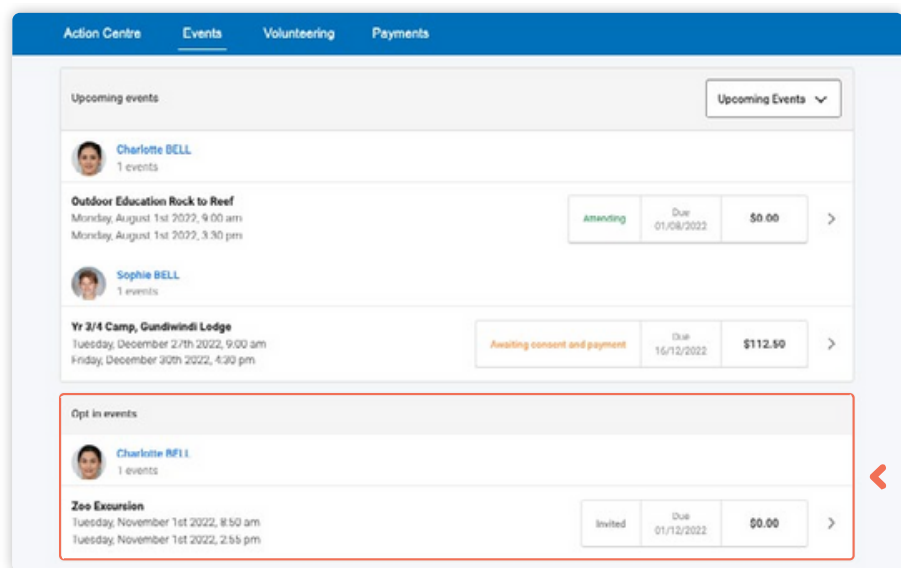 Action Centre Events Volunteering Payments
Upcoming events
Upcoming Events
Charlotte BELL
1 events
Outdoor Education Rock to Reef
Monday, August 1st 2022, 9:00 am
Monday, August 1st 2022, 3:30 pm
Attending
Due
01/08/2022
$0.00
Sophie BELL
1 events
Yr 3/4 Camp, Gundiwindi Lodge
Tuesday, December 27th 2022, 9:00 am
Friday, December 30th 2022, 4:30 pm
Awaiting consent and payment
Due
16/12/2022
$112.50
Opt in events
Charlotte BELL
1 events
Zoo Excursion
Tuesday, November 1st 2022, 8:50 am
Tuesday, November 1st 2022, 2:55 pm
Invited
Due
01/12/2022
$0.00